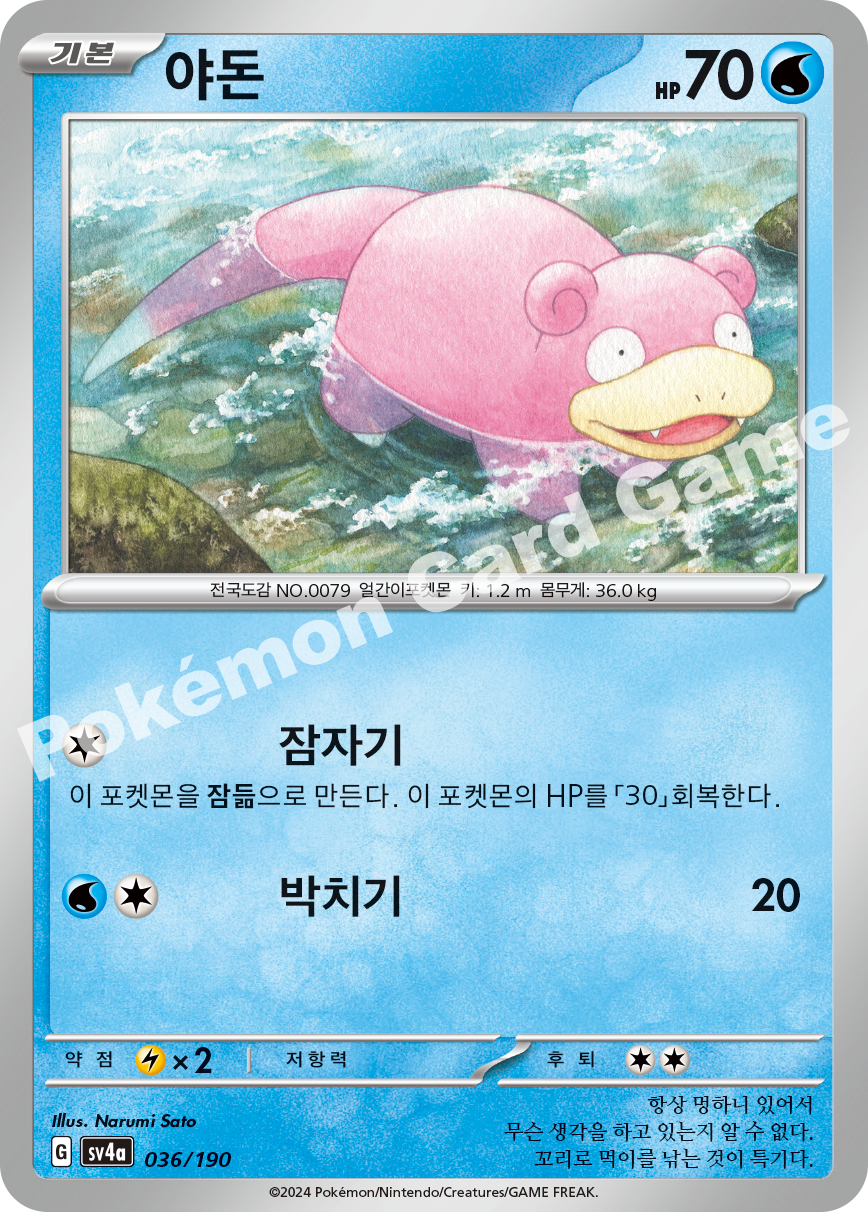 기본
야돈
HP 70
전국도감 NO.0079 얼간이포켓몬 키: 1.2 m 몸무게: 36.0 kg
Pokémon Card Game
잠자기
이 포켓몬을 잠듦으로 만든다. 이 포켓몬의 HP를 「30」회복한다.
박치기 20
약점 ×2 저항력 후퇴
항상 멍하니 있어서
무슨 생각을 하고 있는지 알 수 없다.
꼬리로 먹이를 낚는 것이 특기다.
Illus. Narumi Sato
G sv4a 036/190
©2024 Pokémon/Nintendo/Creatures/GAME FREAK.